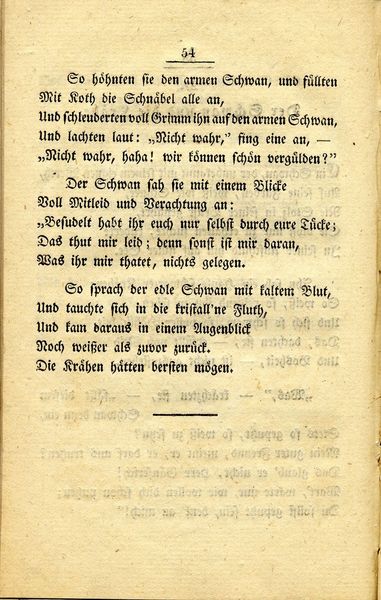 54
So höhnten sie den armen Schwan, und füllten
Mit Koth die Schnäbel alle an,
Und schleuderten voll Grimm ihn auf den armen Schwan,
Und lachten laut: „Nicht wahr,” fing eine an, —
„Nicht wahr, haha! wir können schön vergülden?”
Der Schwan sah sie mit einem Blicke
Voll Mitleid und Verachtung an:
„Besudelt habt ihr euch nur selbst durch eure Tücke;
Das thut mir leid; denn sonst ist mir daran,
Was ihr mir thatet, nichts gelegen.
So sprach der edle Schwan mit kaltem Blut,
Und tauchte sich in die kristall'ne Fluth,
Und kam daraus in einem Augenblick
Noch weißer als zuvor zurück.
Die Krähen hätten bersten mögen.